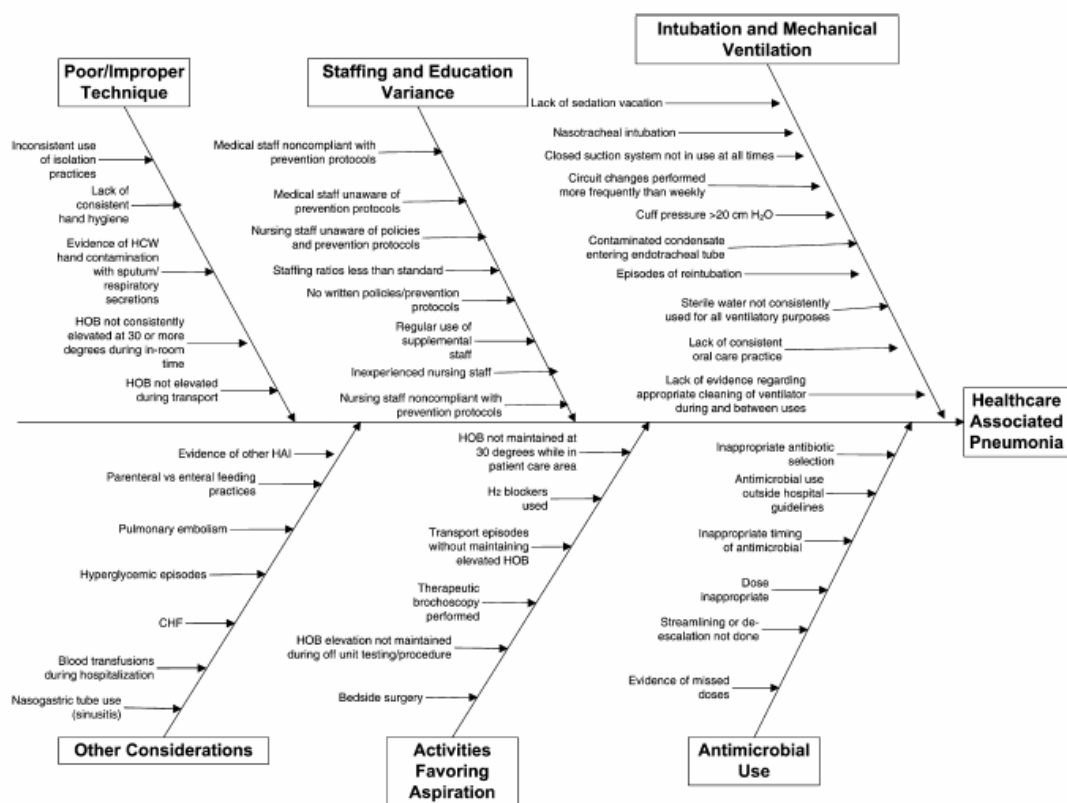 Intubation and Mechanical
Ventilation
Poor/Improper
Technique
Staffing and Education
Variance
Inconsistent use
of isolation
practices
Lack of
consistent
hand hygiene
Evidence of HCW
hand contamination
with sputum/
respiratory
secretions
HOB not consistently
elevated at 30 or more
degrees during in-room
time
HOB not elevated
during transport
Medical staff noncompliant with
prevention protocols
Medical staff unaware of
prevention protocols
Nursing staff unaware of policies
and prevention protocols
Staffing ratios less than standard
No written policies/prevention
protocols
Regular use of
supplemental
staff
Inexperienced nursing staff
Nursing staff noncompliant with
prevention protocols
Lack of sedation vacation
Nasotracheal intubation
Closed suction system not in use at all times
Circuit changes performed
more frequently than weekly
Cuff pressure >20 cm H₂O
Contaminated condensate
entering endotracheal tube
Episodes of reintubation
Sterile water not consistently
used for all ventilatory purposes
Lack of consistent
oral care practice
Lack of evidence regarding
appropriate cleaning of ventilator
during and between uses
Healthcare
Associated
Pneumonia
Evidence of other HAI
Parenteral vs enteral feeding
practices
Pulmonary embolism
Hyperglycemic episodes
CHF
Blood transfusions
during hospitalization
Nasogastric tube use
(sinusitis)
Other Considerations
HOB not maintained at
30 degrees while in
patient care area
H₂ blockers
used
Transport episodes
without maintaining
elevated HOB
Therapeutic
brochoscopy
performed
HOB elevation not maintained
during off unit testing/procedure
Bedside surgery
Activities
Favoring
Aspiration
Inappropriate antibiotic
selection
Antimicrobial use
outside hospital
guidelines
Inappropriate timing
of antimicrobial
Dose
inappropriate
Streamlining or de-
escalation not done
Evidence of missed
doses
Antimicrobial
Use